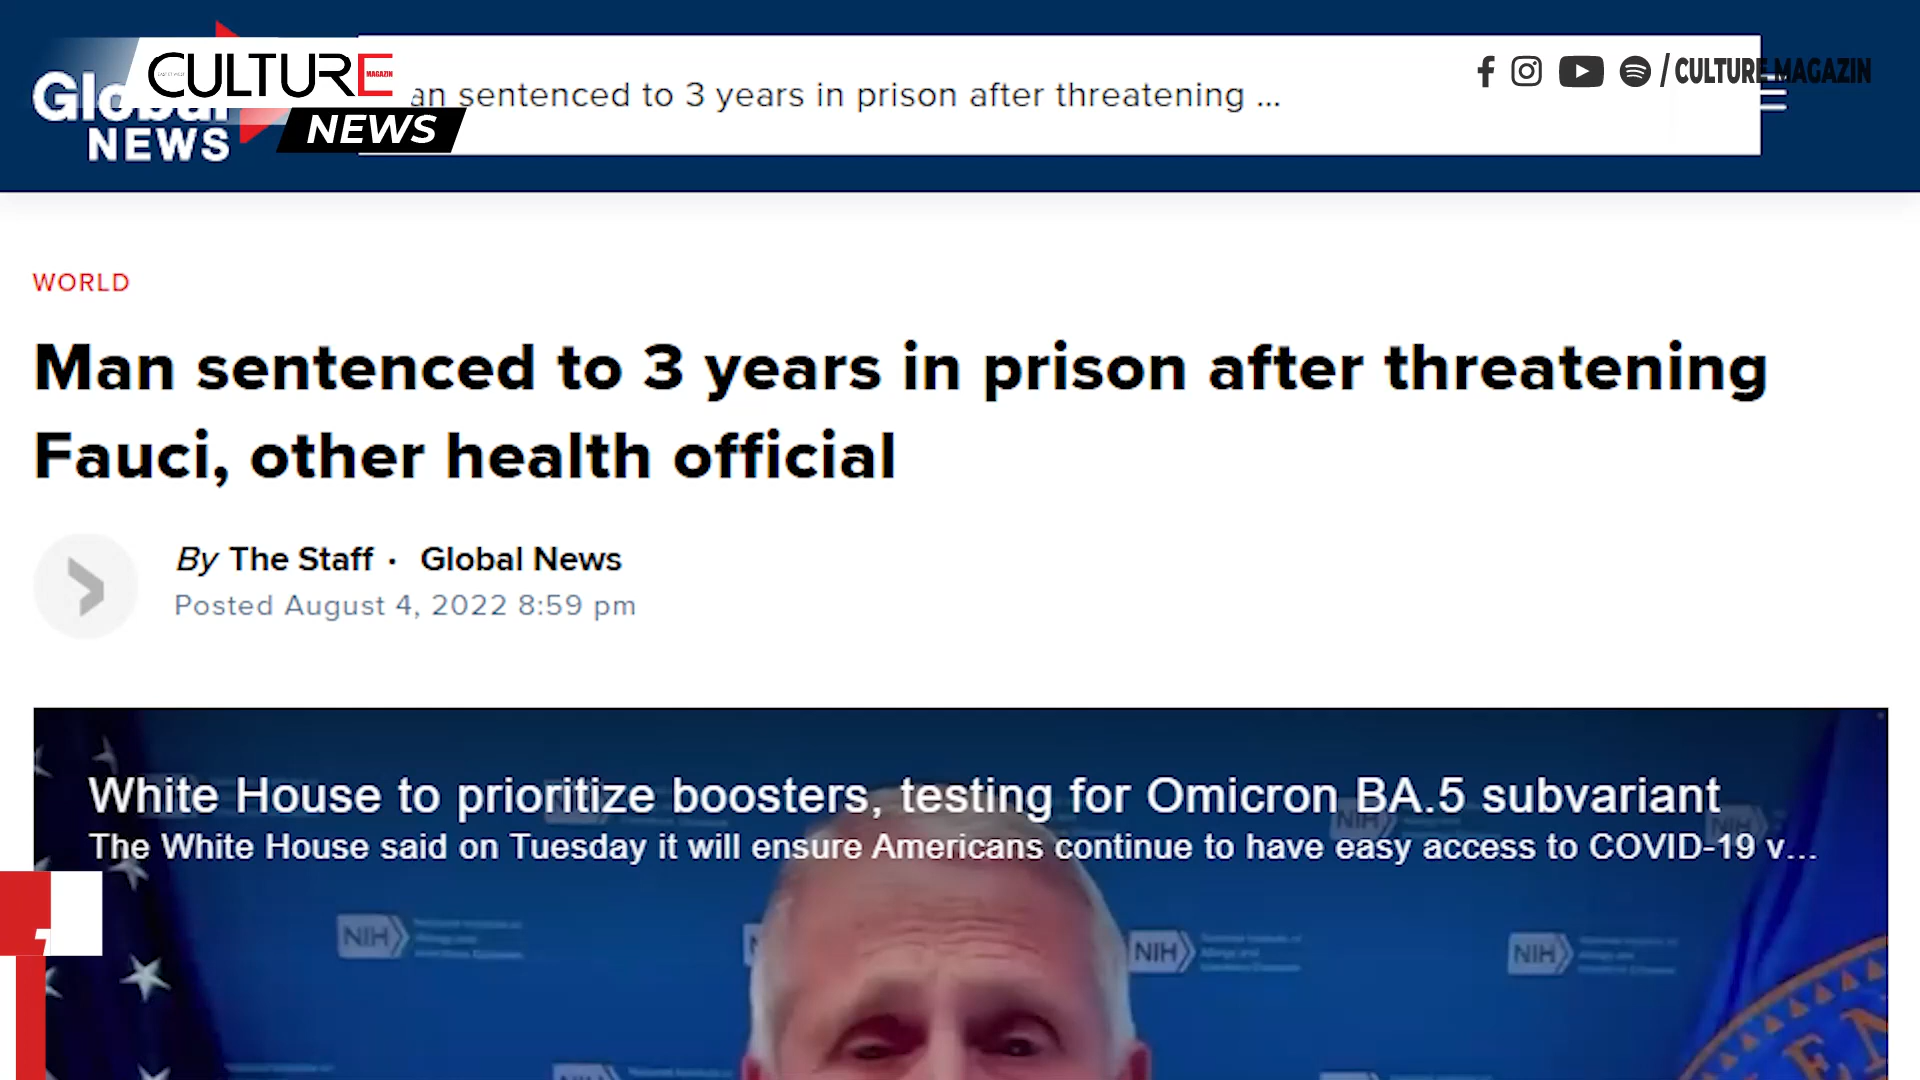 Global
NEWS
CULTURE
MAGAZIN
NEWS
an sentenced to 3 years in prison after threatening ...
/ CULTURE MAGAZIN
WORLD
Man sentenced to 3 years in prison after threatening
Fauci, other health official
By The Staff · Global News
Posted August 4, 2022 8:59 pm
White House to prioritize boosters, testing for Omicron BA.5 subvariant
The White House said on Tuesday it will ensure Americans continue to have easy access to COVID-19 v...
NIH
NIH
NIH
NIH